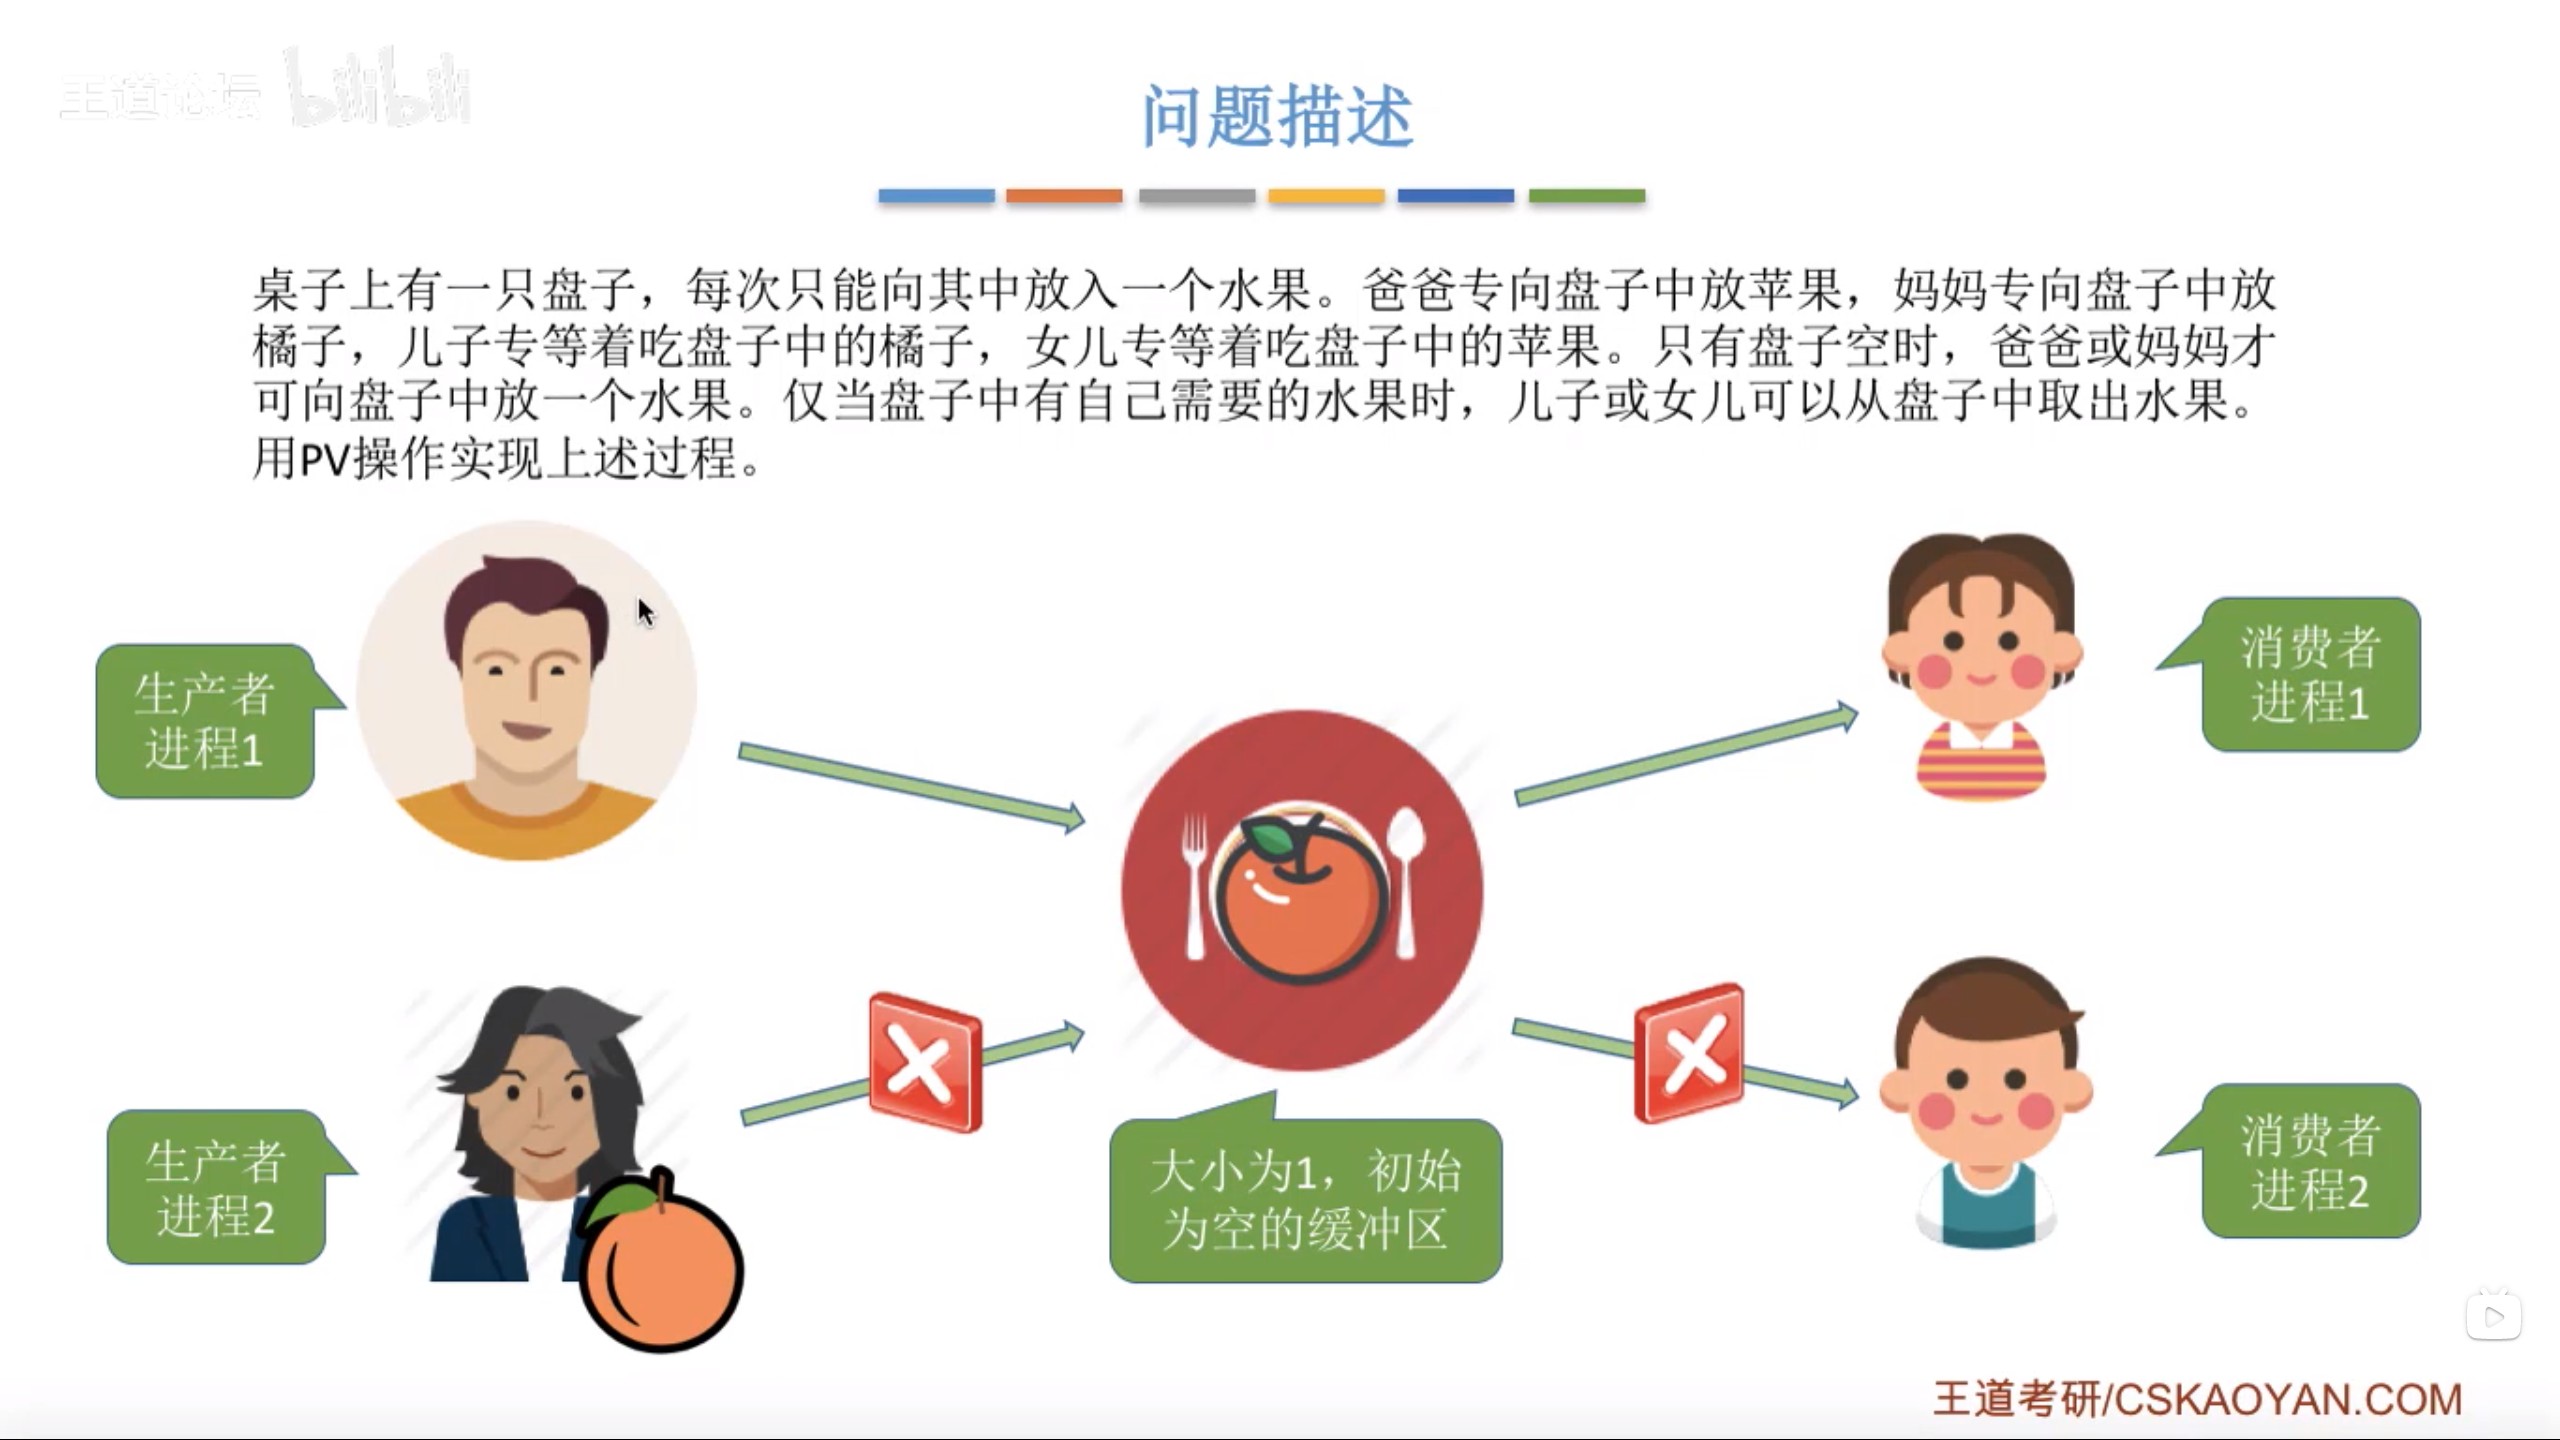 王道论坛 bilibili
问题描述
桌子上有一只盘子，每次只能向其中放入一个水果。爸爸专向盘子中放苹果，妈妈专向盘子中放
橘子，儿子专等着吃盘子中的橘子，女儿专等着吃盘子中的苹果。只有盘子空时，爸爸或妈妈才
可向盘子中放一个水果。仅当盘子中有自己需要的水果时，儿子或女儿可以从盘子中取出水果。
用PV操作实现上述过程。
生产者
进程1
消费者
进程1
生产者
进程2
大小为1，初始
为空的缓冲区
消费者
进程2
王道考研/CSKAOYAN.COM